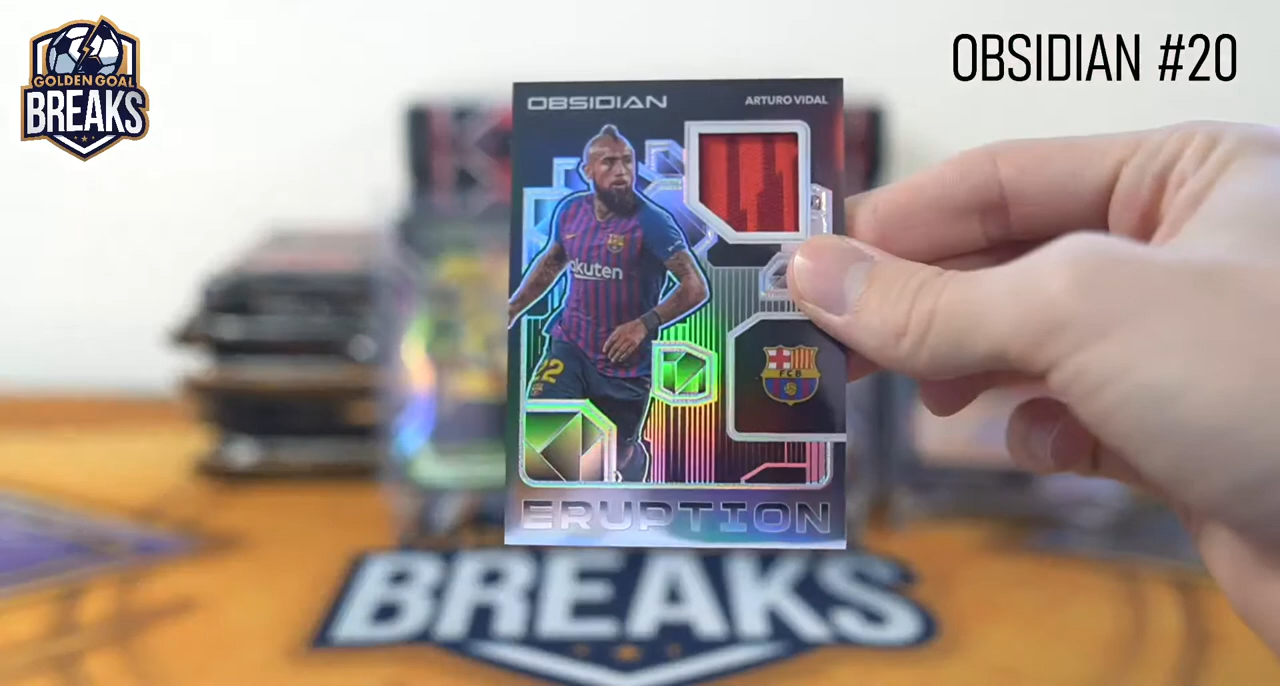 GOLDEN GOAL
BREAKS
OBSIDIAN #20
OBSIDIAN
ARTURO VIDAL
Rakuten
22
FCB
ERUPTION
BREAKS